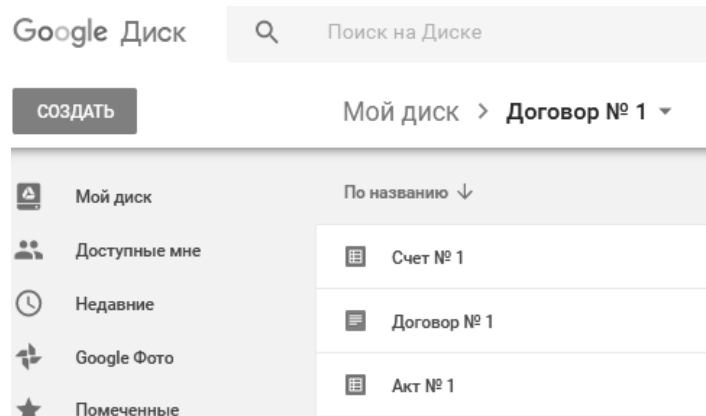 Google Диск
Поиск на Диске
СОЗДАТЬ
Мой диск > Договор № 1
Мой диск
Доступные мне
Недавние
Google Фото
Помеченные
По названию ↓
Счет № 1
Договор № 1
Акт № 1